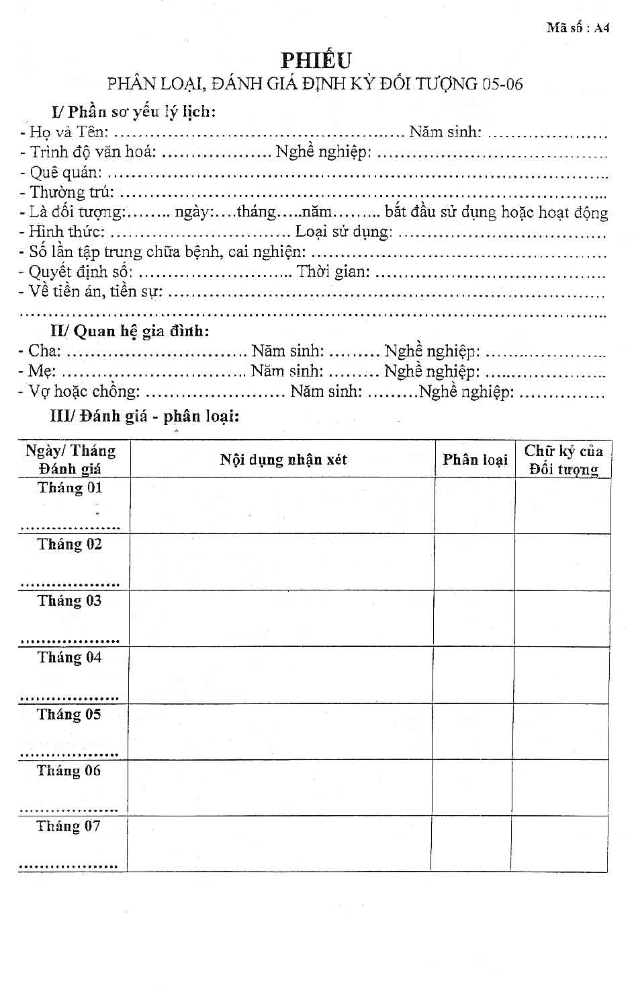 Mã số : A4
PHIẾU
PHÂN LOẠI, ĐÁNH GIÁ ĐỊNH KỲ ĐỐI TƯỢNG 05-06
I/ Phần sơ yếu lý lịch:
- Họ và Tên: .................................................... Năm sinh: ......................
- Trình độ văn hoá: .................... Nghề nghiệp: ..........................................
- Quê quán: ...........................................................................................
- Thường trú: .........................................................................................
- Là đối tượng:........ ngày:....tháng.....năm......... bắt đầu sử dụng hoặc hoạt động
- Hình thức: ................................. Loại sử dụng: ......................................
- Số lần tập trung chữa bệnh, cai nghiện: ......................................................
- Quyết định số: ............................ Thời gian: ..........................................
- Về tiền án, tiền sự: ................................................................................
...........................................................................................................
II/ Quan hệ gia đình:
- Cha: ................................. Năm sinh: ......... Nghề nghiệp: ......................
- Mẹ: .................................. Năm sinh: ......... Nghề nghiệp: ......................
- Vợ hoặc chồng: ......................... Năm sinh: .........Nghề nghiệp: ................
III/ Đánh giá - phân loại:
Ngày/ Tháng Đánh giá Nội dụng nhận xét Phân loại Chữ ký của Đối tượng
Tháng 01
...................
Tháng 02
...................
Tháng 03
...................
Tháng 04
...................
Tháng 05
...................
Tháng 06
...................
Tháng 07
...................